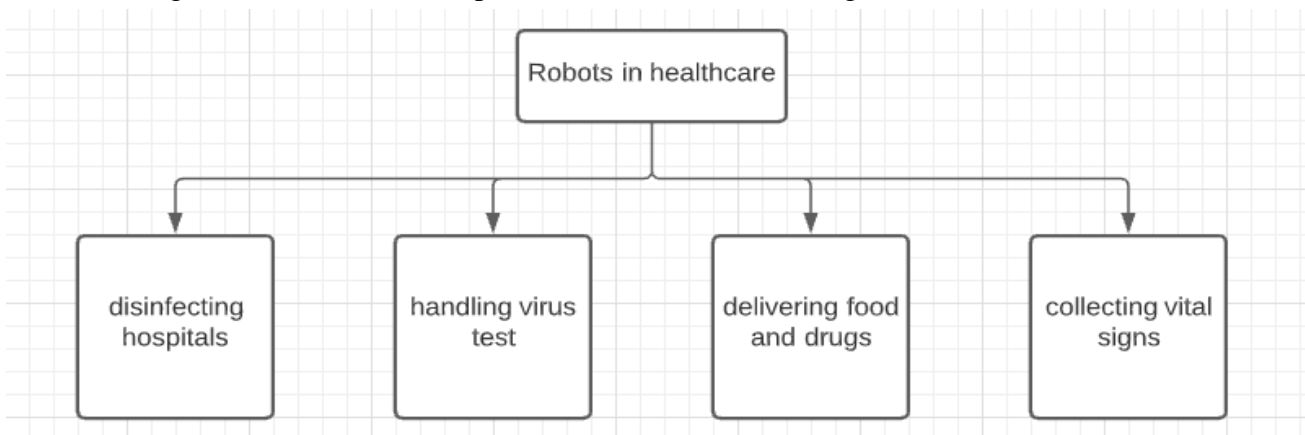 Robots in healthcare
disinfecting
hospitals
handling virus
test
delivering food
and drugs
collecting vital
signs